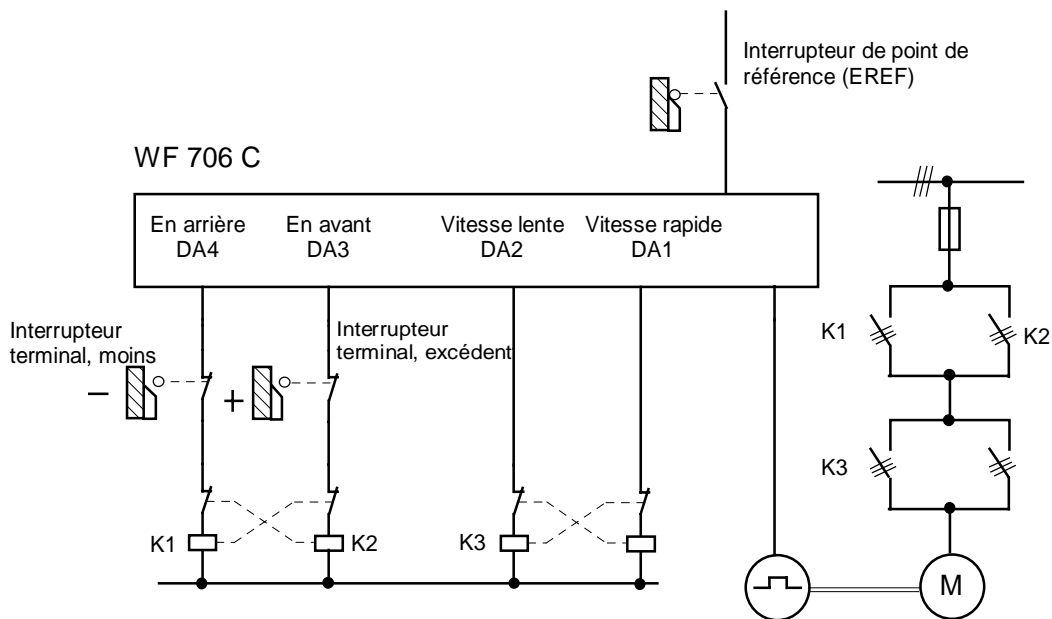 Interrupteur de point de
référence (EREF)
WF 706 C
En arrière
DA4
En avant
DA3
Vitesse lente
DA2
Vitesse rapide
DA1
Interrupteur
terminal, moins
Interrupteur
terminal, excédent
−
+
K1
K2
K3
K1
K2
K3
M